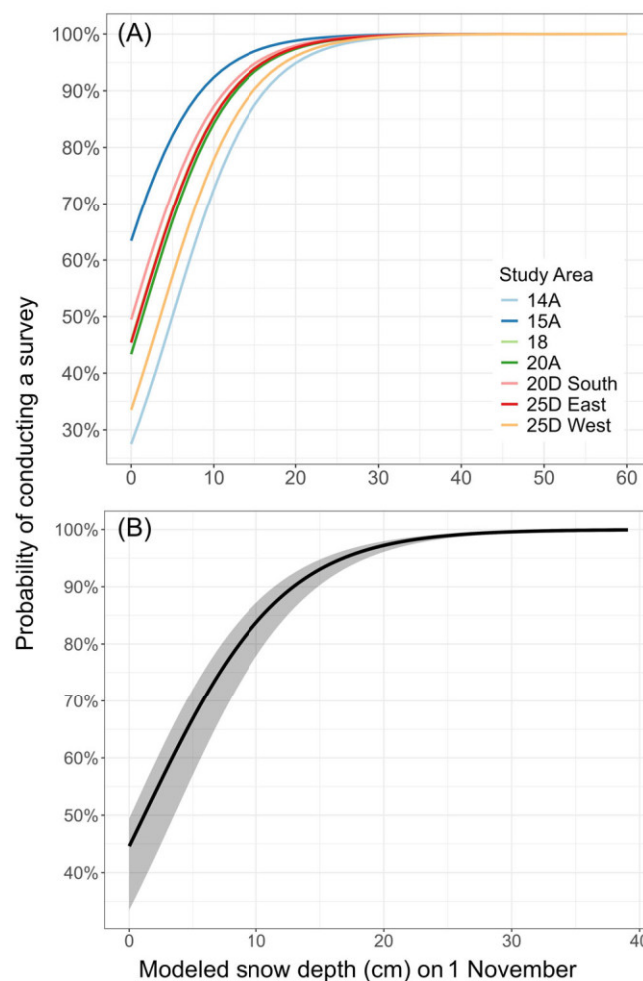 (A)
100%
90%
80%
70%
60%
50%
40%
30%
Study Area
14A
15A
18
20A
20D South
25D East
25D West
0 10 20 30 40 50 60
Probability of conducting a survey
(B)
100%
90%
80%
70%
60%
50%
40%
0 10 20 30 40
Modeled snow depth (cm) on 1 November